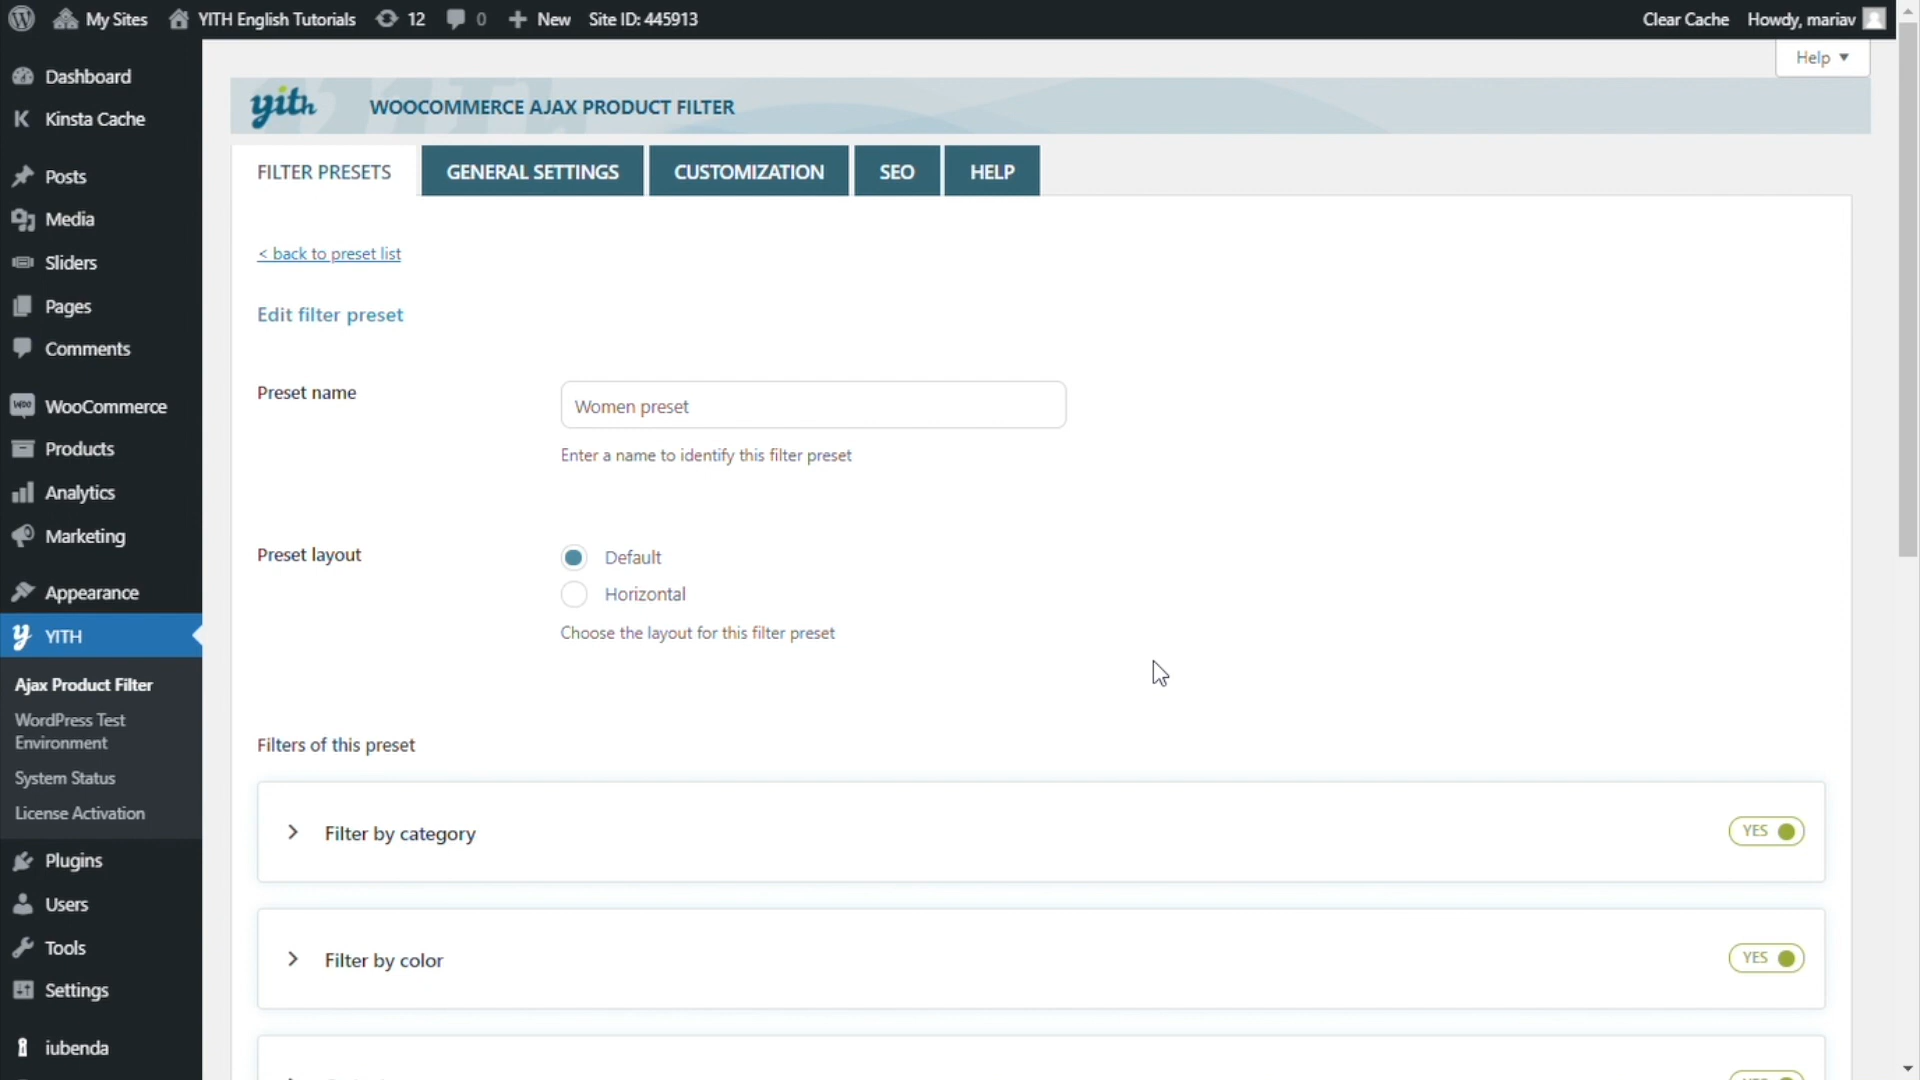 My Sites YITH English Tutorials 12 0 New Site ID: 445913 Clear Cache Howdy, mariav
Help
Dashboard
Kinsta Cache
Posts
Media
Sliders
Pages
Comments
WooCommerce
Products
Analytics
Marketing
Appearance
YITH
Ajax Product Filter
WordPress Test
Environment
System Status
License Activation
Plugins
Users
Tools
Settings
iubenda
yith WOOCOMMERCE AJAX PRODUCT FILTER
FILTER PRESETS GENERAL SETTINGS CUSTOMIZATION SEO HELP
< back to preset list
Edit filter preset
Preset name
Women preset
Enter a name to identify this filter preset
Preset layout
Default
Horizontal
Choose the layout for this filter preset
Filters of this preset
Filter by category YES
Filter by color YES